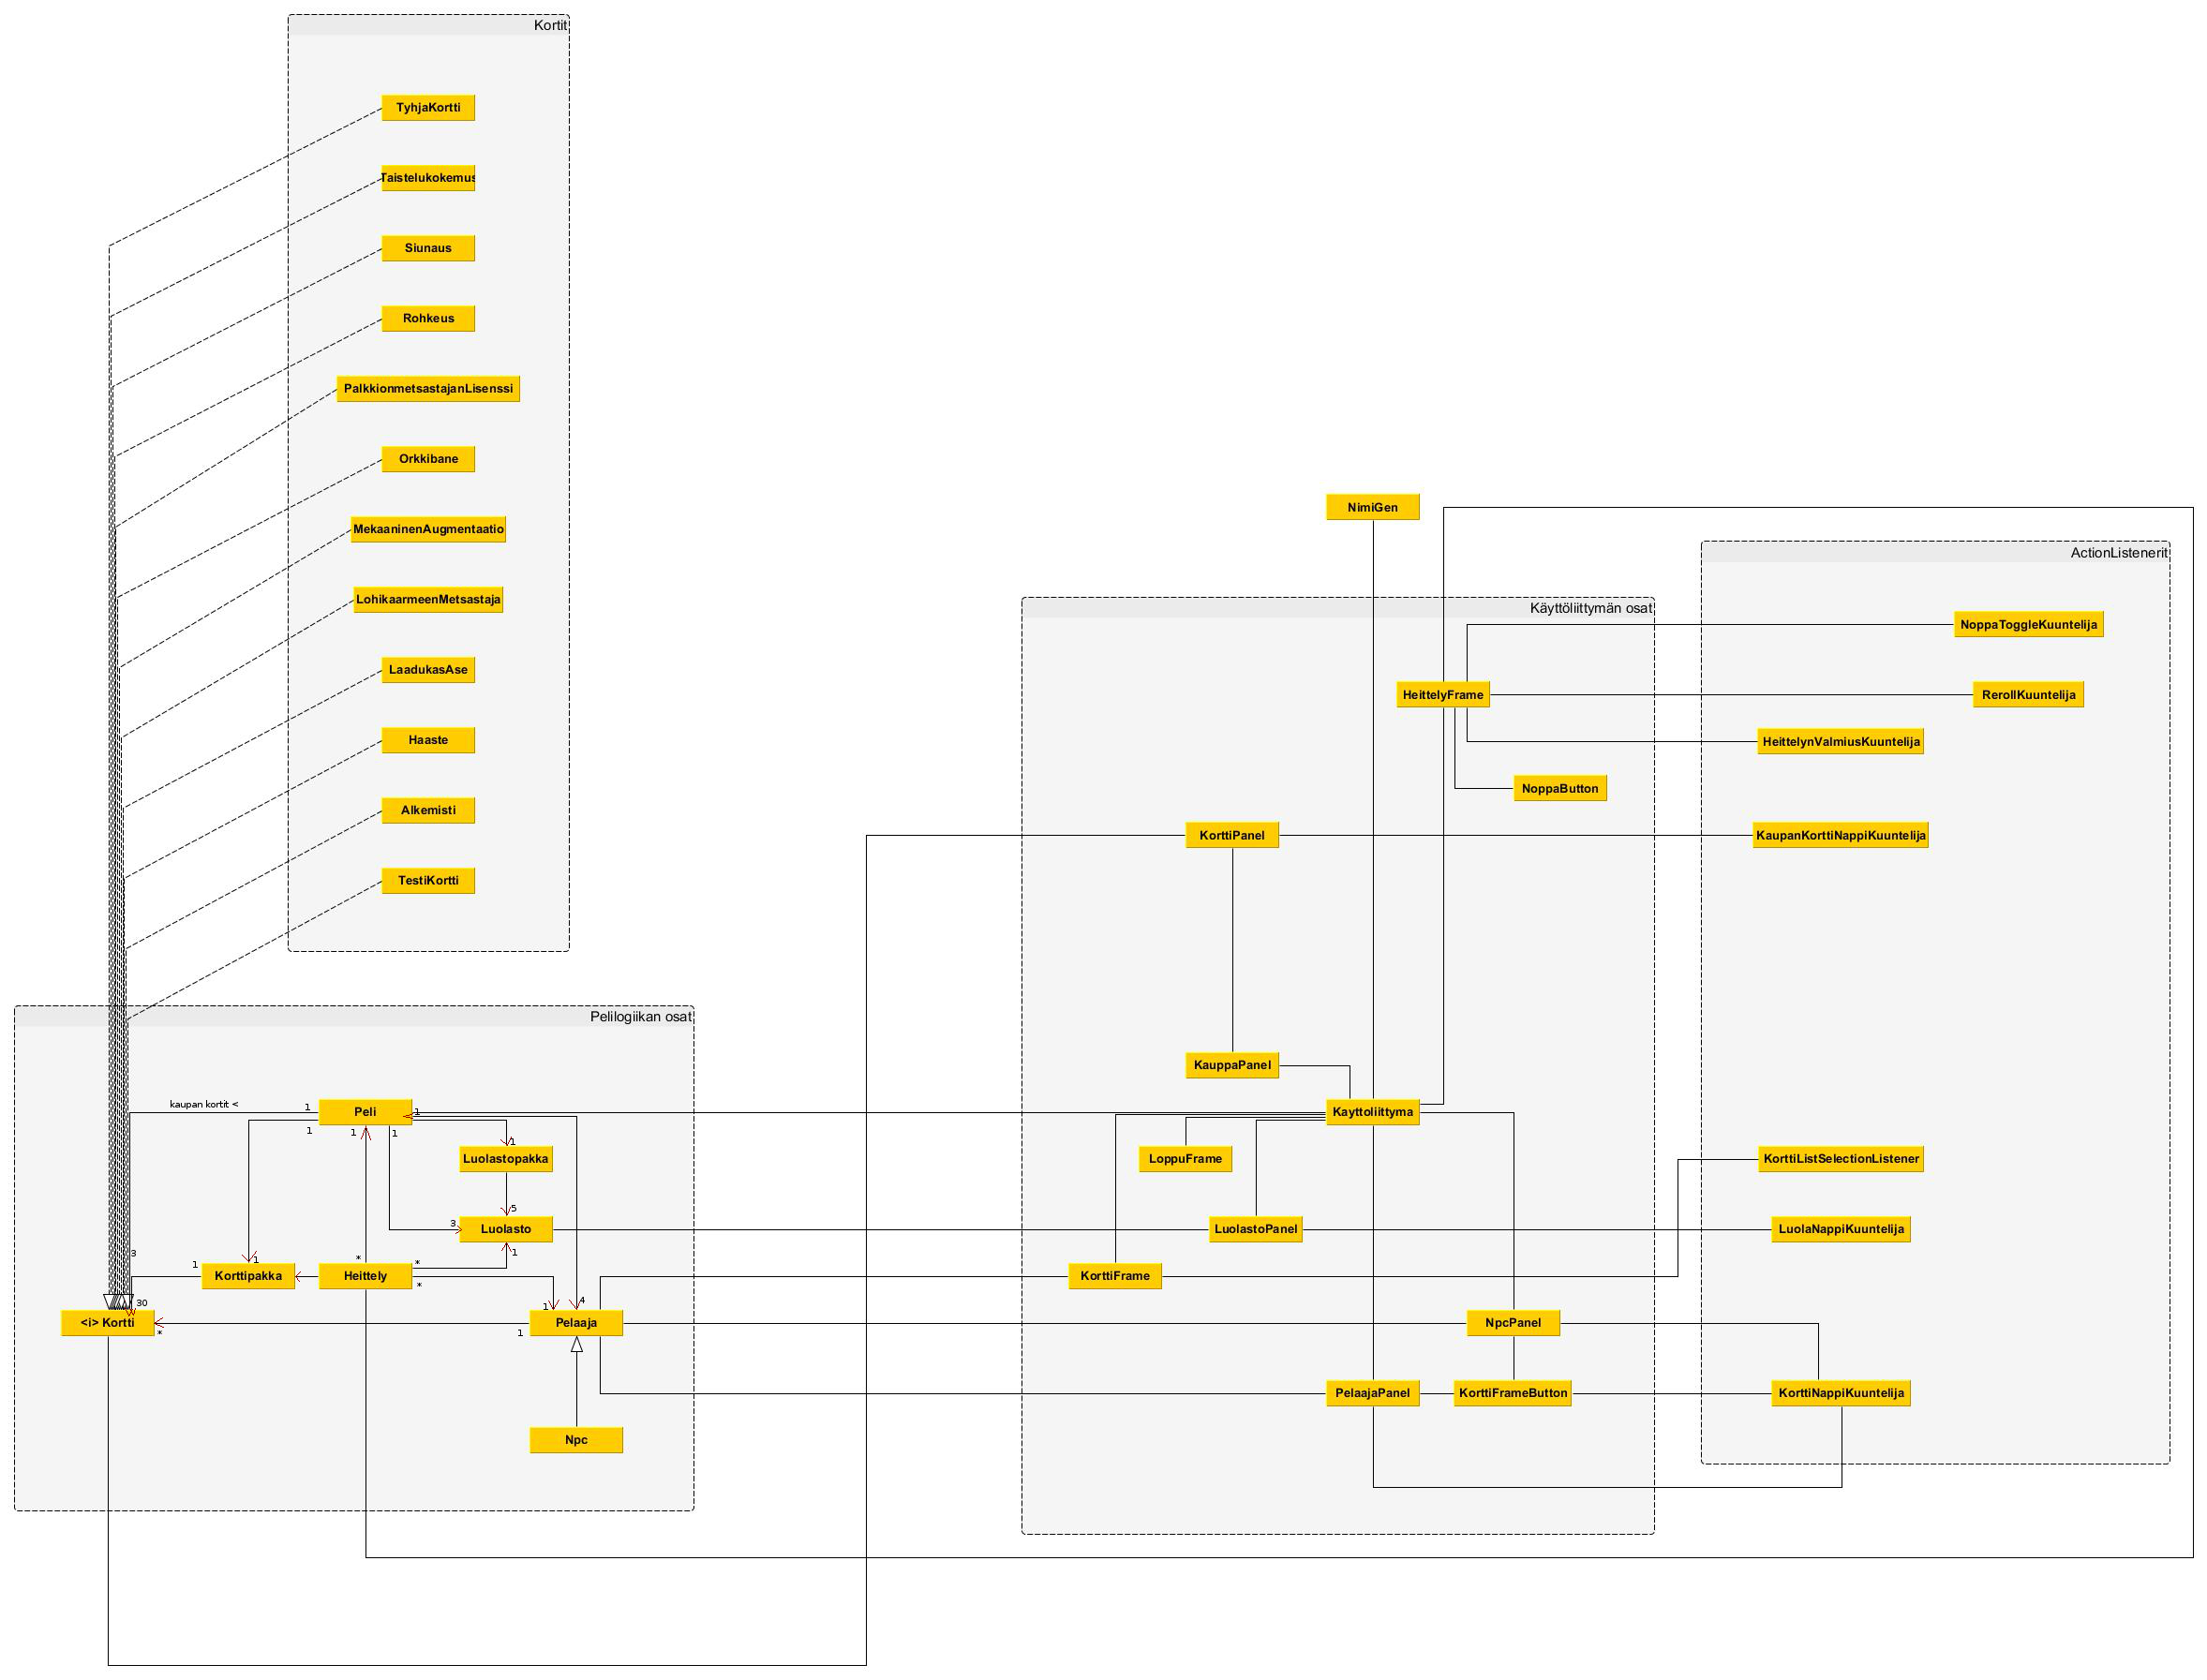 Kortit
TyhjaKortti
Taistelukokemus
Siunaus
Rohkeus
PalkkionmetsastajanLisenssi
Orkkibane
MekaaninenAugmentaatio
LohikaarmeenMetsastaja
LaadukasAse
Haaste
Alkemisti
TestiKortti
NimiGen
ActionListenerit
Käyttöliittymän osat
NoppaToggleKuuntelija
HeittelyFrame
RerollKuuntelija
HeittelynValmiusKuuntelija
NoppaButton
KorttiPanel
KaupanKorttiNappiKuuntelija
KauppaPanel
Kayttoliittyma
LoppuFrame
KorttiListSelectionListener
LuolastoPanel
LuolaNappiKuuntelija
KorttiFrame
NpcPanel
PelaajaPanel
KorttiFrameButton
KorttiNappiKuuntelija
Pelilogiikan osat
kaupan kortit <
1
Peli
1
1
1
1
1
Luolastopakka
5
3
Luolasto
1
3
1
1
Korttipakka
*
Heittely
*
*
30
1
4
<i> Kortti
*
1
Pelaaja
Npc